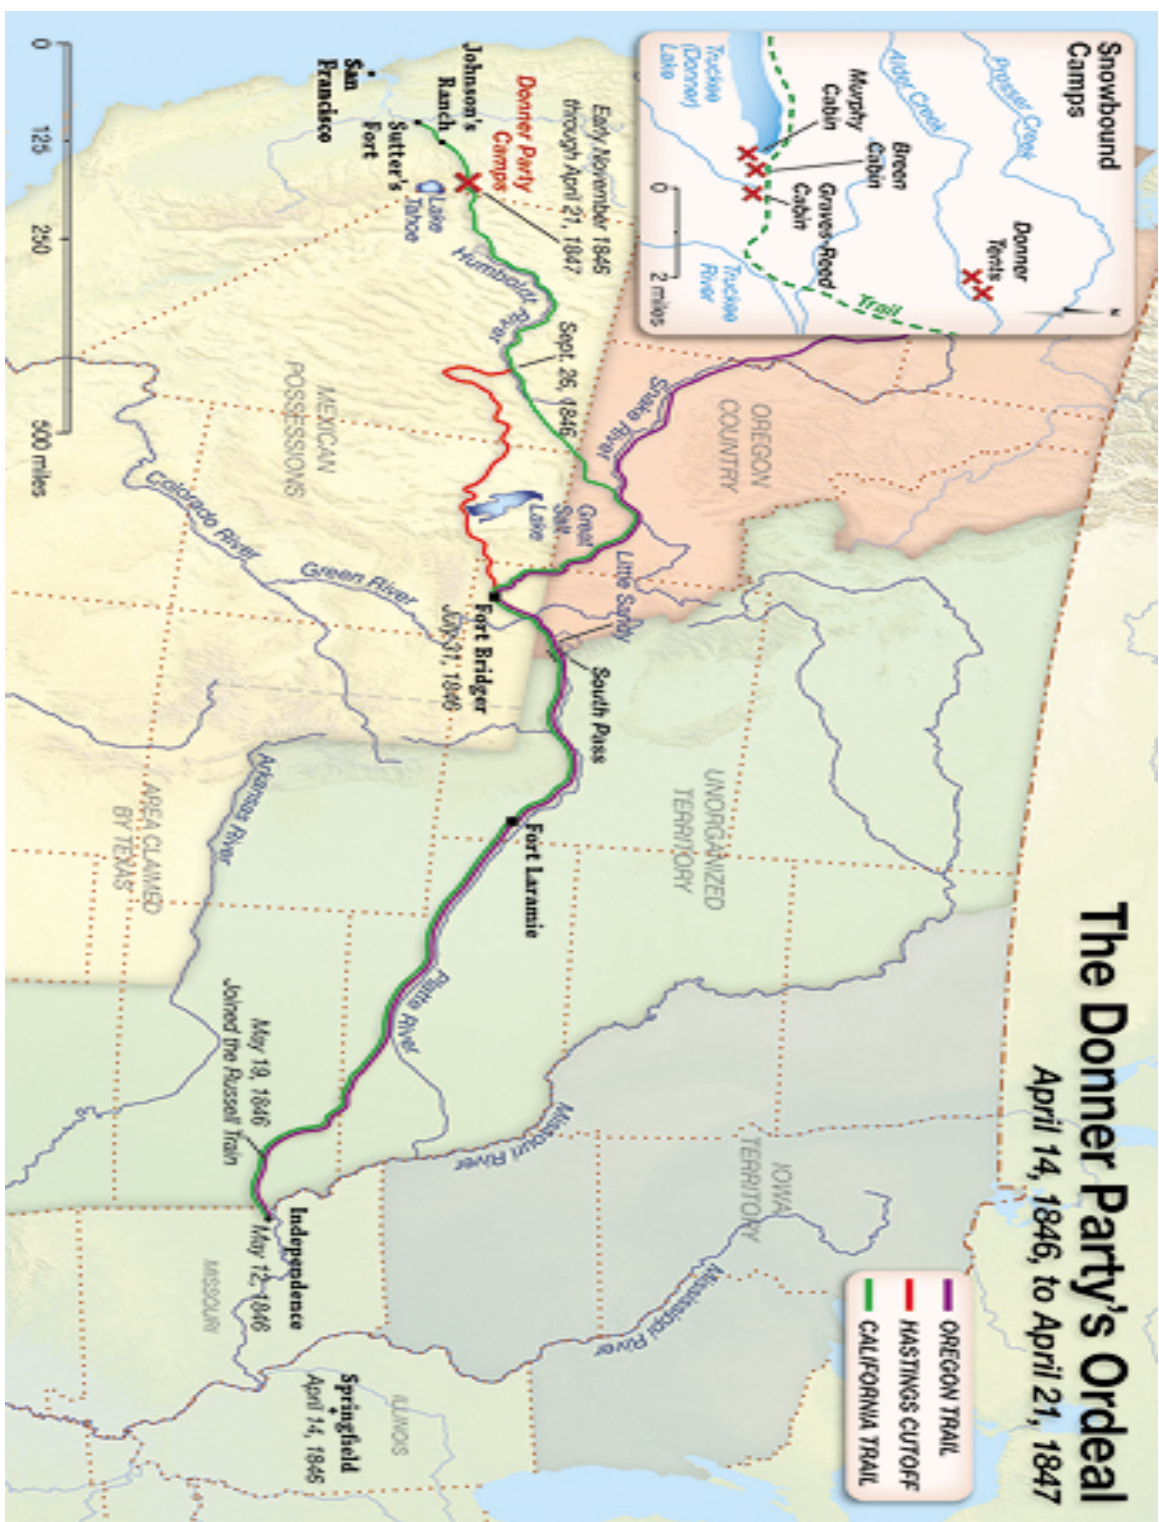 The Donner Party's Ordeal
April 14, 1846, to April 21, 1847
Snowbound
Camps
N
Prosser Creek
Alder Creek
Donner
Tents
Truckee
(Donner)
Lake
Murphy
Cabin
Breen
Cabin
Graves-Reed
Cabin
Truckee
River
Trail
0
2 miles
OREGON TRAIL
HASTINGS CUTOFF
CALIFORNIA TRAIL
OREGON
COUNTRY
Snake River
UNORGANIZED
TERRITORY
IOWA
TERRITORY
Mississippi River
Missouri River
Early November 1846
through April 21, 1847
Donner Party
Camps
Johnson's
Ranch
Sutter's
Fort
San
Francisco
Lake
Tahoe
Humboldt River
Sept. 26, 1846
Great
Salt
Lake
Little Sandy
South Pass
Fort Bridger
July 31, 1846
Fort Laramie
Platte River
MEXICAN
POSSESSIONS
Colorado River
Green River
Arkansas River
AREA CLAIMED
BY TEXAS
May 19, 1846
Joined the Russell Train
Independence
May 12, 1846
MISSOURI
ILLINOIS
Springfield
April 14, 1846
0
125
250
500 miles